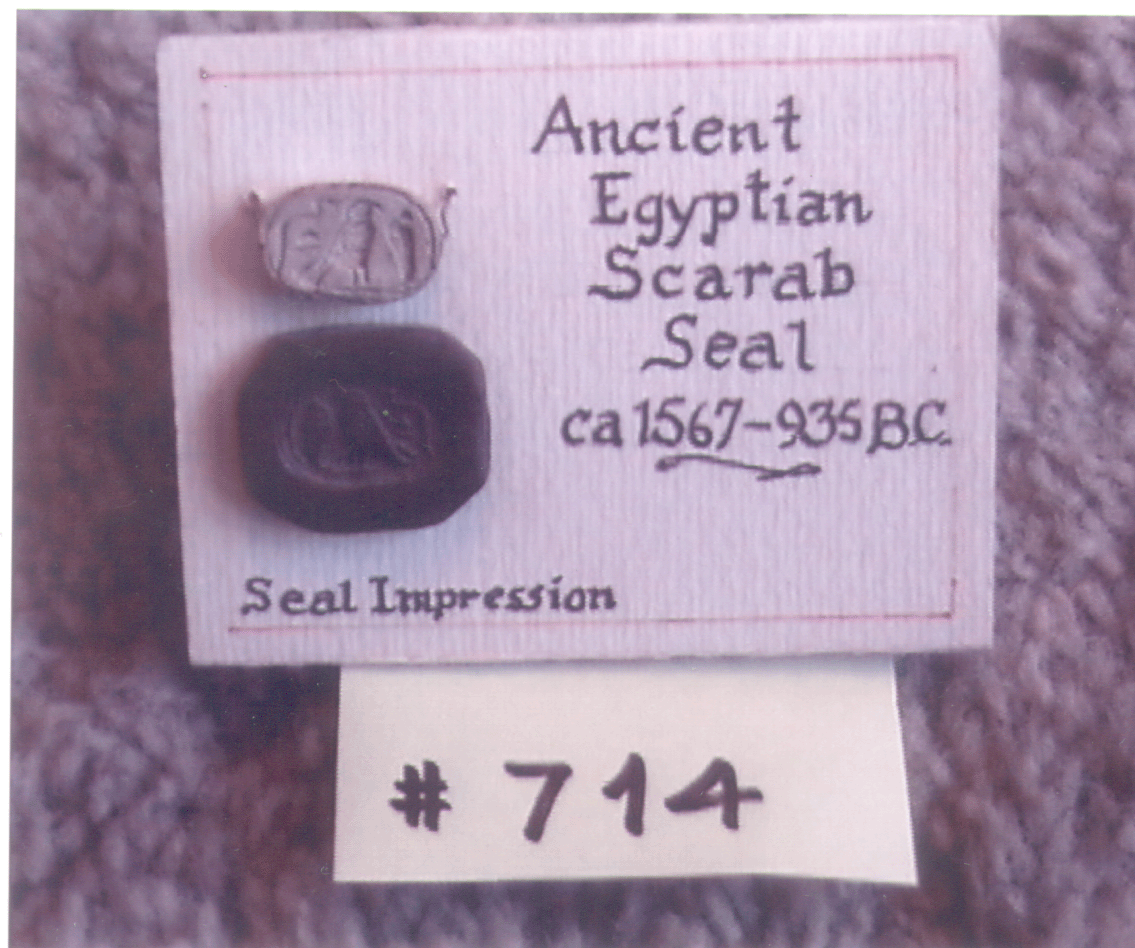 Ancient
Egyptian
Scarab
Seal
ca 1567-935 B.C.
Seal Impression
# 714